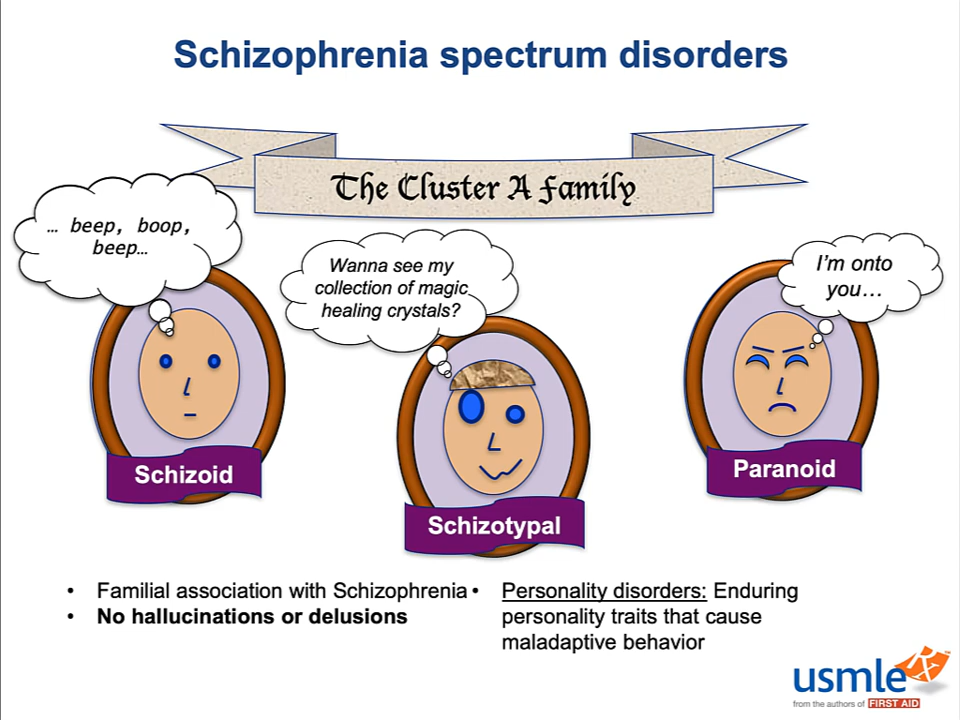 Schizophrenia spectrum disorders
The Cluster A Family
… beep, boop,
beep…
Wanna see my
collection of magic
healing crystals?
I'm onto
you…
Schizoid
Schizotypal
Paranoid
• Familial association with Schizophrenia
• No hallucinations or delusions
• Personality disorders: Enduring
personality traits that cause
maladaptive behavior
usmle Rx™
from the authors of FIRST AID